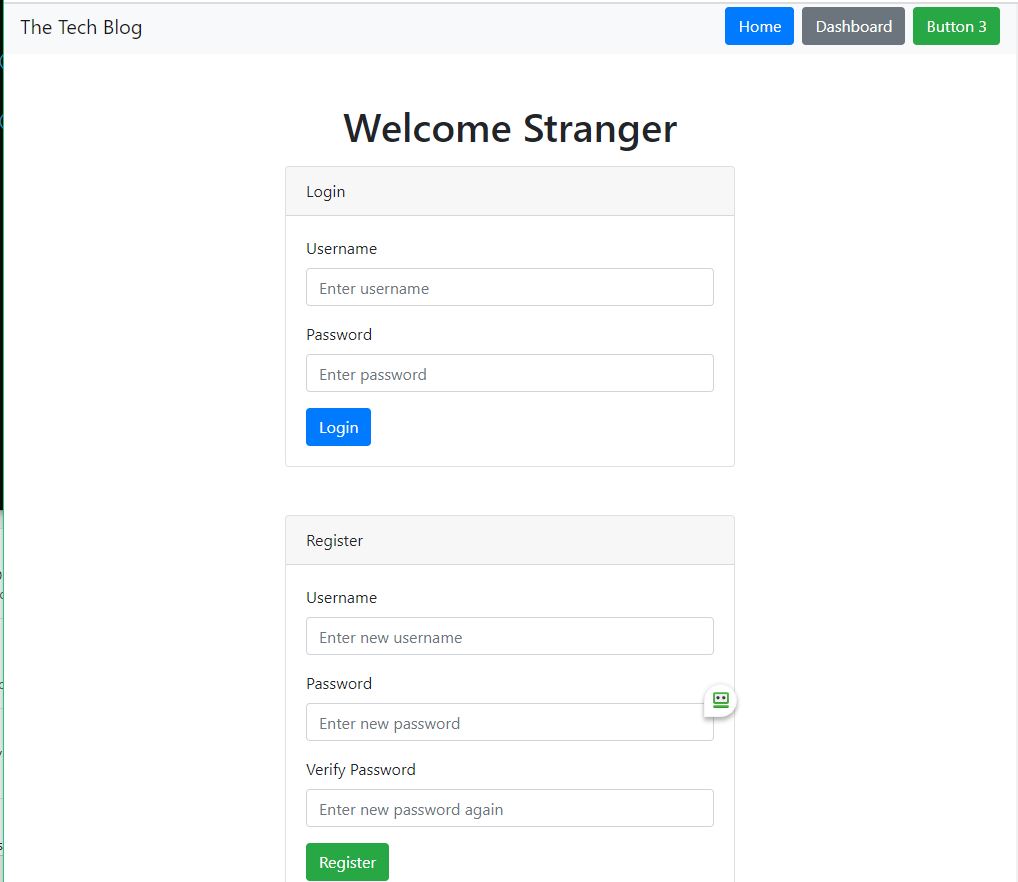 The Tech Blog
Home
Dashboard
Button 3
Welcome Stranger
Login
Username
Enter username
Password
Enter password
Login
Register
Username
Enter new username
Password
Enter new password
Verify Password
Enter new password again
Register